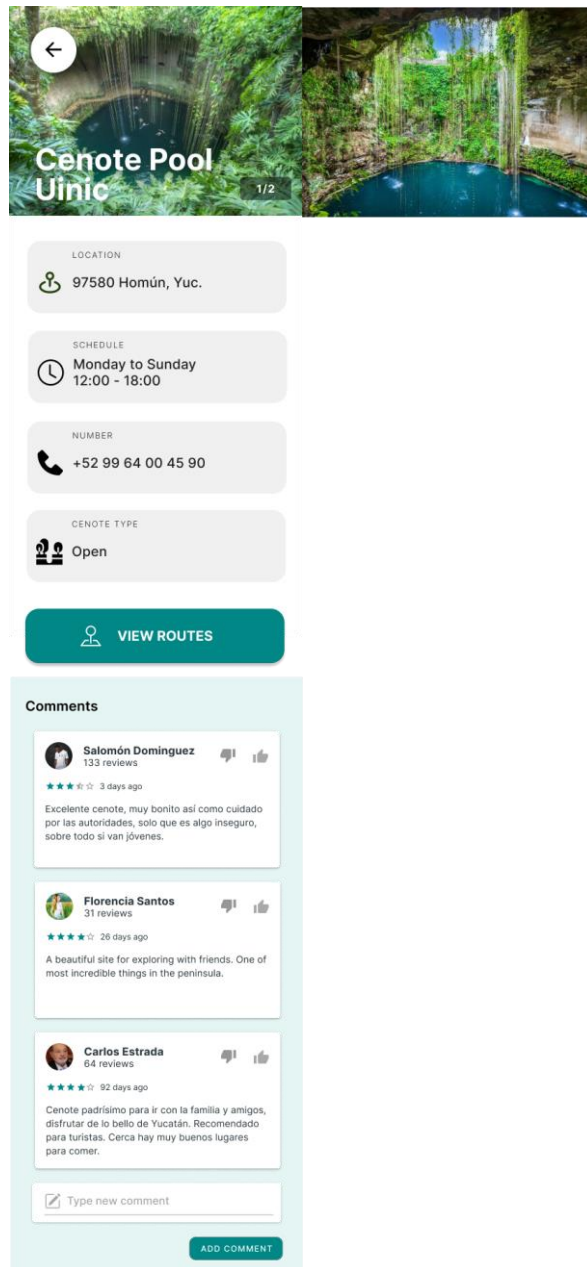 Cenote Pool
Uinic
1/2
LOCATION
97580 Homún, Yuc.
SCHEDULE
Monday to Sunday
12:00 - 18:00
NUMBER
+52 99 64 00 45 90
CENOTE TYPE
Open
VIEW ROUTES
Comments
Salomón Dominguez
133 reviews
3 days ago
Excelente cenote, muy bonito así como cuidado
por las autoridades, solo que es algo inseguro,
sobre todo si van jóvenes.
Florencia Santos
31 reviews
26 days ago
A beautiful site for exploring with friends. One of
most incredible things in the peninsula.
Carlos Estrada
64 reviews
92 days ago
Cenote padrísimo para ir con la familia y amigos,
disfrutar de lo bello de Yucatán. Recomendado
para turistas. Cerca hay muy buenos lugares
para comer.
Type new comment
ADD COMMENT